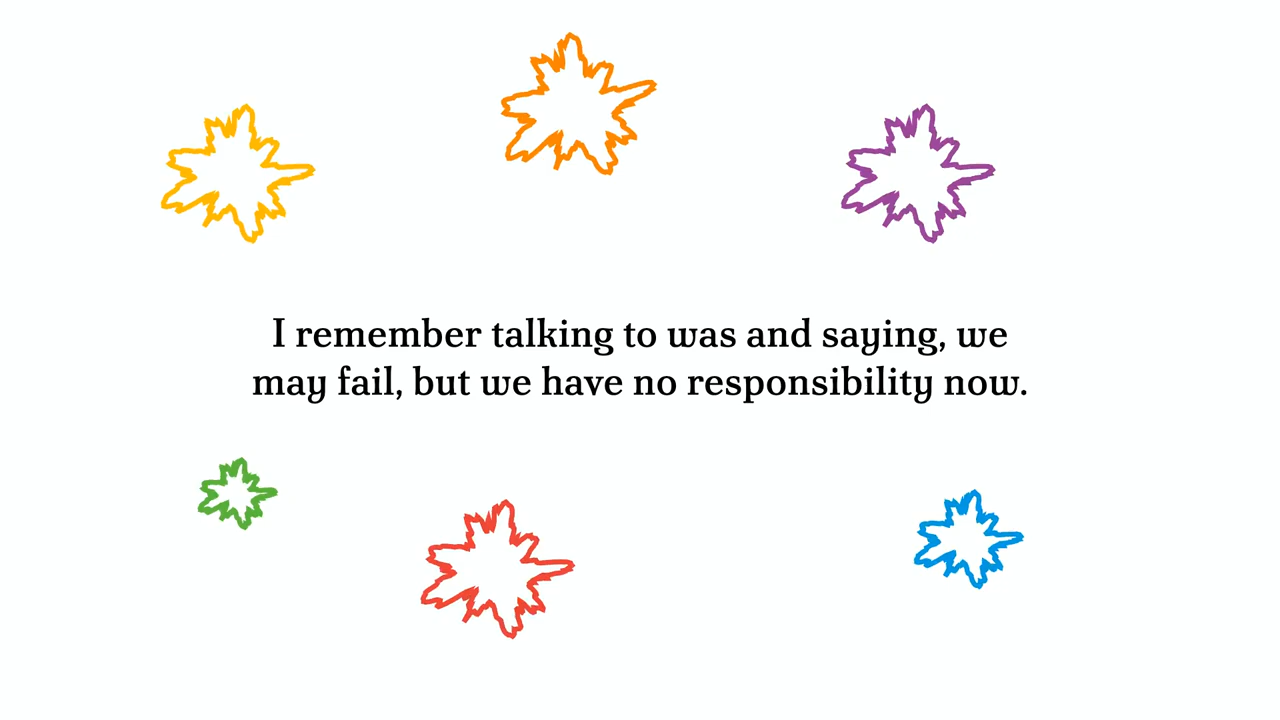 I remember talking to was and saying, we
may fail, but we have no responsibility now.